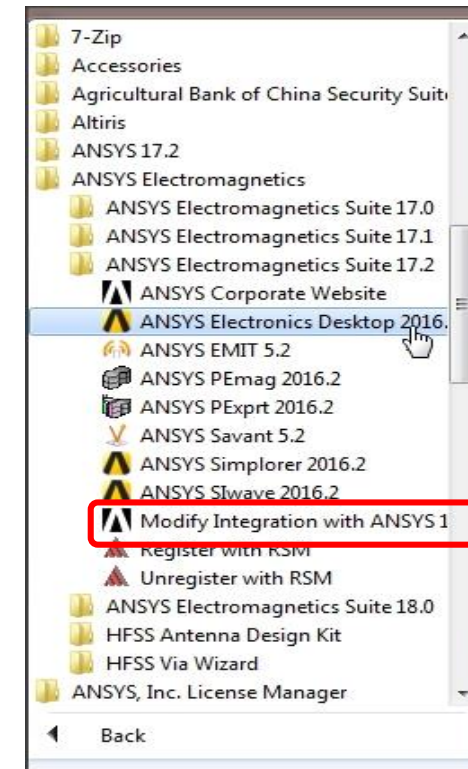 7-Zip
Accessories
Agricultural Bank of China Security Suit
Altiris
ANSYS 17.2
ANSYS Electromagnetics
ANSYS Electromagnetics Suite 17.0
ANSYS Electromagnetics Suite 17.1
ANSYS Electromagnetics Suite 17.2
ANSYS Corporate Website
ANSYS Electronics Desktop 2016.
ANSYS EMIT 5.2
ANSYS PEmag 2016.2
ANSYS PExprt 2016.2
ANSYS Savant 5.2
ANSYS Simplorer 2016.2
ANSYS SIwave 2016.2
Modify Integration with ANSYS 1
Register with RSM
Unregister with RSM
ANSYS Electromagnetics Suite 18.0
HFSS Antenna Design Kit
HFSS Via Wizard
ANSYS, Inc. License Manager
Back